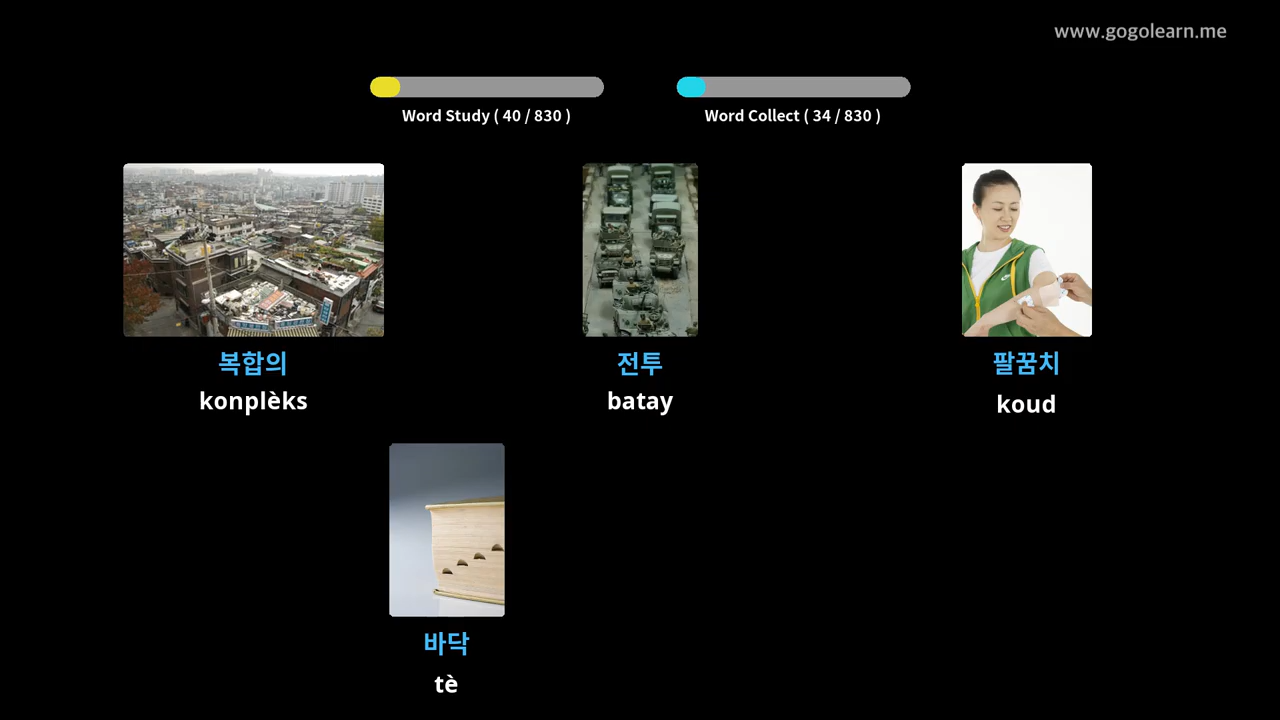 www.gogolearn.me
Word Study ( 40 / 830 )
Word Collect ( 34 / 830 )
복합의
konplèks
전투
batay
팔꿈치
koud
바닥
tè